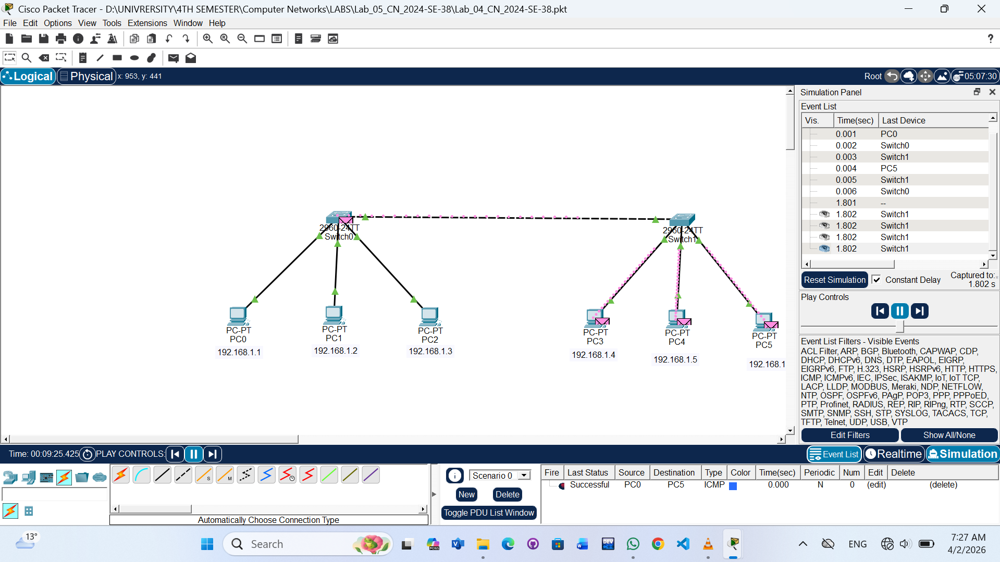 Cisco Packet Tracer - D:\UNIVRERSITY\4TH SEMESTER\Computer Networks\LABS\Lab_05_CN_2024-SE-38\Lab_04_CN_2024-SE-38.pkt
File Edit Options View Tools Extensions Window Help
?
Logical Physical x: 953, y: 441
Root 05:07:30
2960-24TT
Switch0
2960-24TT
Switch1
PC-PT
PC0
192.168.1.1
PC-PT
PC1
192.168.1.2
PC-PT
PC2
192.168.1.3
PC-PT
PC3
192.168.1.4
PC-PT
PC4
192.168.1.5
PC-PT
PC5
192.168.1
Simulation Panel
Event List
Vis. Time(sec) Last Device
0.001 PC0
0.002 Switch0
0.003 Switch1
0.004 PC5
0.005 Switch1
0.006 Switch0
1.801 --
1.802 Switch1
1.802 Switch1
1.802 Switch1
1.802 Switch1
Reset Simulation Constant Delay Captured to:
1.802 s
Play Controls
Event List Filters - Visible Events
ACL Filter, ARP, BGP, Bluetooth, CAPWAP, CDP,
DHCP, DHCPv6, DNS, DTP, EAPOL, EIGRP,
EIGRPv6, FTP, H.323, HSRP, HSRPv6, HTTP, HTTPS,
ICMP, ICMPv6, IEC, IPSec, ISAKMP, IoT, IoT TCP,
LACP, LLDP, MODBUS, Meraki, NDP, NETFLOW,
NTP, OSPF, OSPFv6, PAgP, POP3, PPP, PPPoED,
PTP, Profinet, RADIUS, REP, RIP, RIPng, RTP, SCCP,
SMTP, SNMP, SSH, STP, SYSLOG, TACACS, TCP,
TFTP, Telnet, UDP, USB, VTP
Edit Filters Show All/None
Time: 00:09:25.425 PLAY CONTROLS:
Event List Realtime Simulation
S M
Automatically Choose Connection Type
Scenario 0
New Delete
Toggle PDU List Window
Fire Last Status Source Destination Type Color Time(sec) Periodic Num Edit Delete
Successful PC0 PC5 ICMP 0.000 N 0 (edit) (delete)
13°
Search
M365
DEV
ENG
7:27 AM
4/2/2026